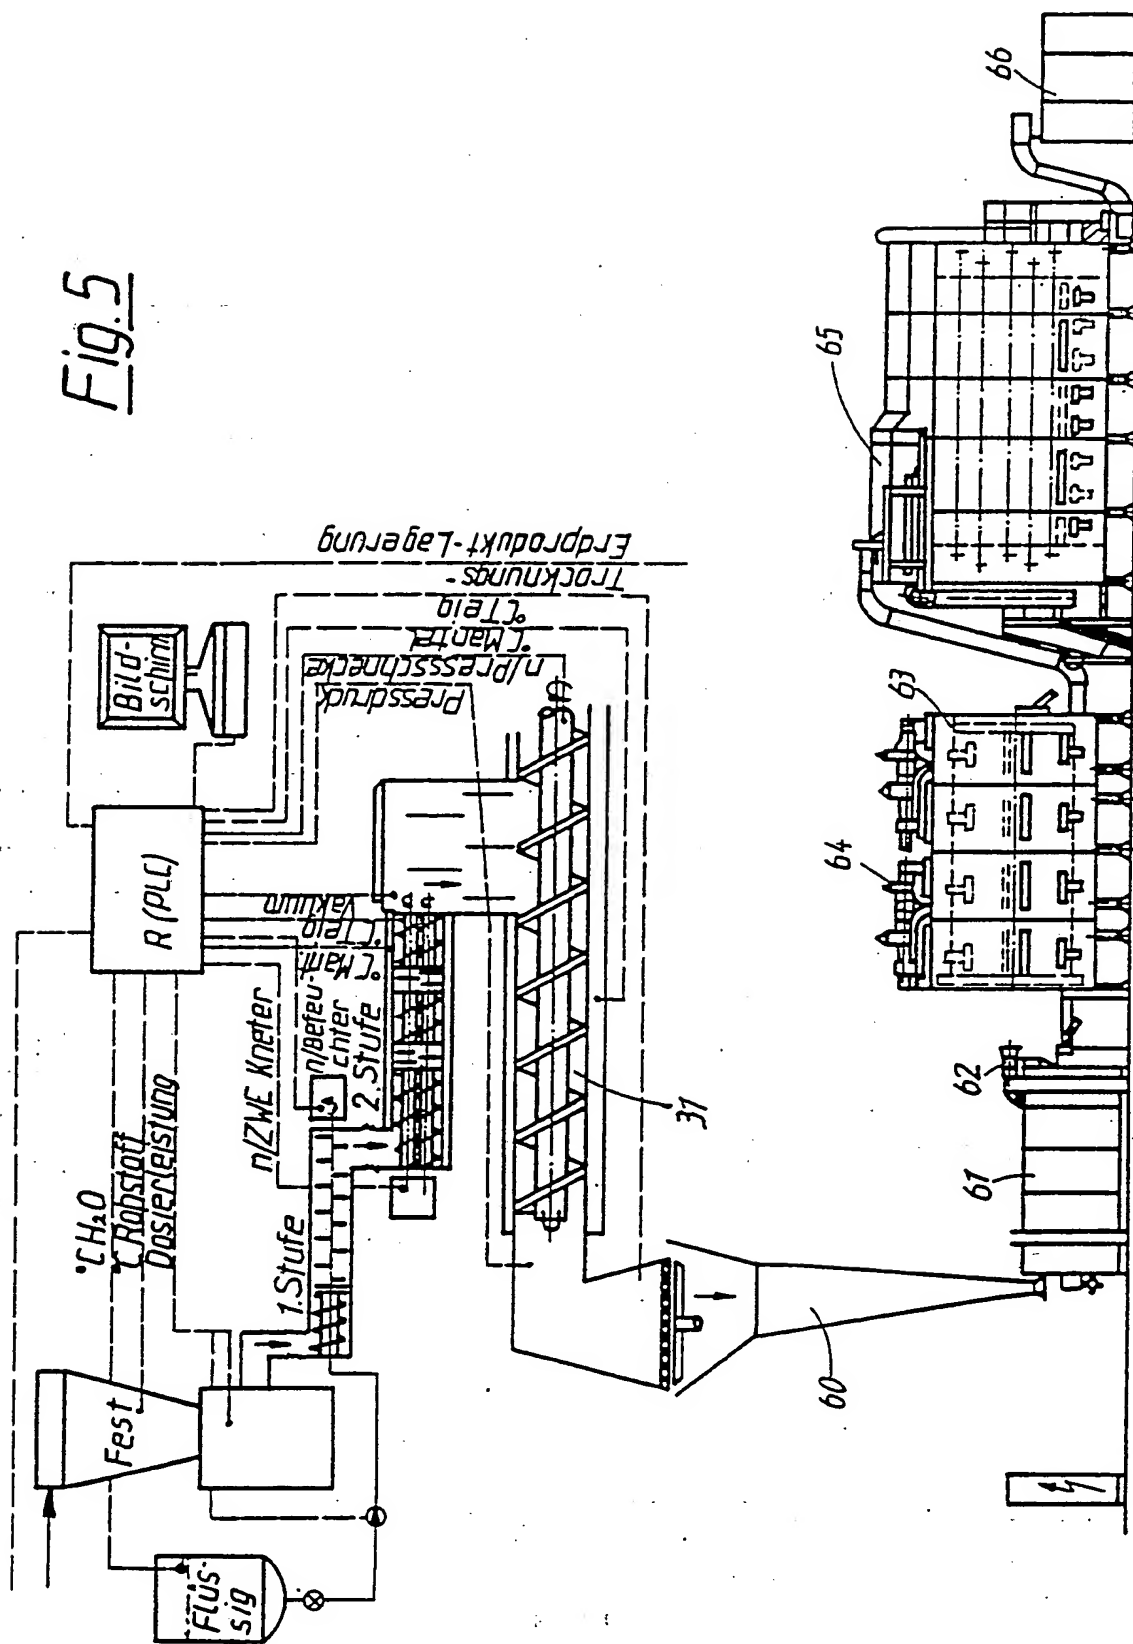 Fig. 5
Bild-
schirm
R (PLC)
Erdprodukt-Lagerung
Trocknungs-
°C Teig
°C Mantel
n/Pressschnecke
Pressdruck
Vakuum
°C Teig
°C Mant.
n/Befeu-
chter
n/ZWE Kneter
2. Stufe
1. Stufe
°CH₂O
Rohstoff
Dosierleistung
Fest
Flüs-
sig
31
60
61
62
63
64
65
66